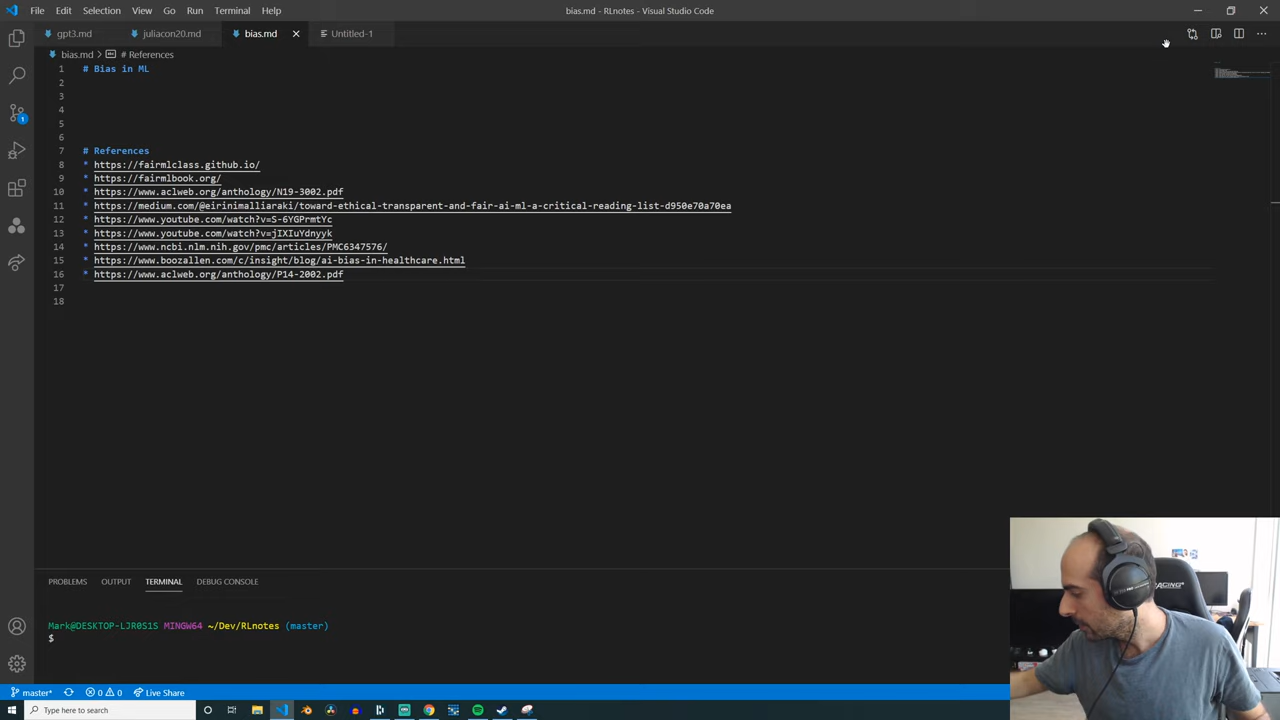 File Edit Selection View Go Run Terminal Help
bias.md - RLnotes - Visual Studio Code
gpt3.md juliacon20.md bias.md Untitled-1
bias.md > # References
1 # Bias in ML
2
3
4
5
6
7 # References
8 * https://fairmlclass.github.io/
9 * https://fairmlbook.org/
10 * https://www.aclweb.org/anthology/N19-3002.pdf
11 * https://medium.com/@eirinimalliaraki/toward-ethical-transparent-and-fair-ai-ml-a-critical-reading-list-d950e70a70ea
12 * https://www.youtube.com/watch?v=S-6YGPrmtYc
13 * https://www.youtube.com/watch?v=jIXIuYdnyyk
14 * https://www.ncbi.nlm.nih.gov/pmc/articles/PMC6347576/
15 * https://www.boozallen.com/c/insight/blog/ai-bias-in-healthcare.html
16 * https://www.aclweb.org/anthology/P14-2002.pdf
17
18
PROBLEMS OUTPUT TERMINAL DEBUG CONSOLE
Mark@DESKTOP-LJR0S1S MINGW64 ~/Dev/RLnotes (master)
$
master* 0 0 Live Share
Type here to search
RACING
1